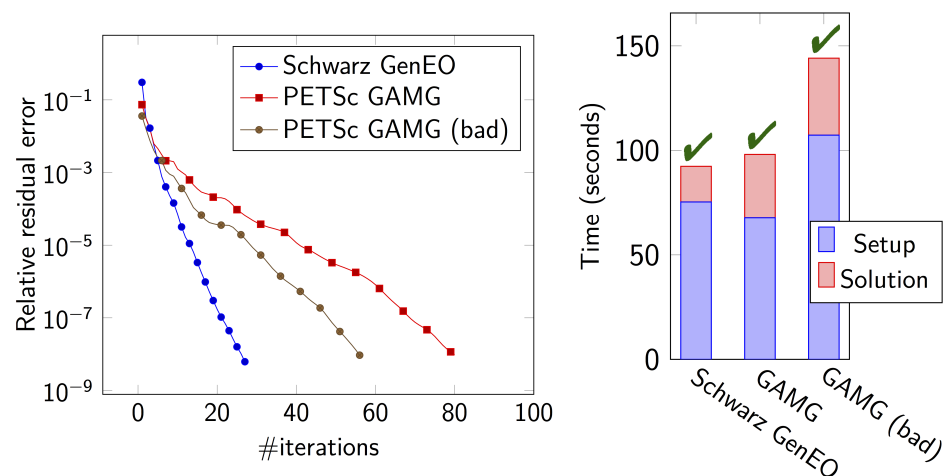 Schwarz GenEO
PETSc GAMG
PETSc GAMG (bad)
Relative residual error
10−1
10−3
10−5
10−7
10−9
0 20 40 60 80 100
#iterations
Time (seconds)
150
100
50
0
Setup
Solution
Schwarz GenEO
GAMG
GAMG (bad)